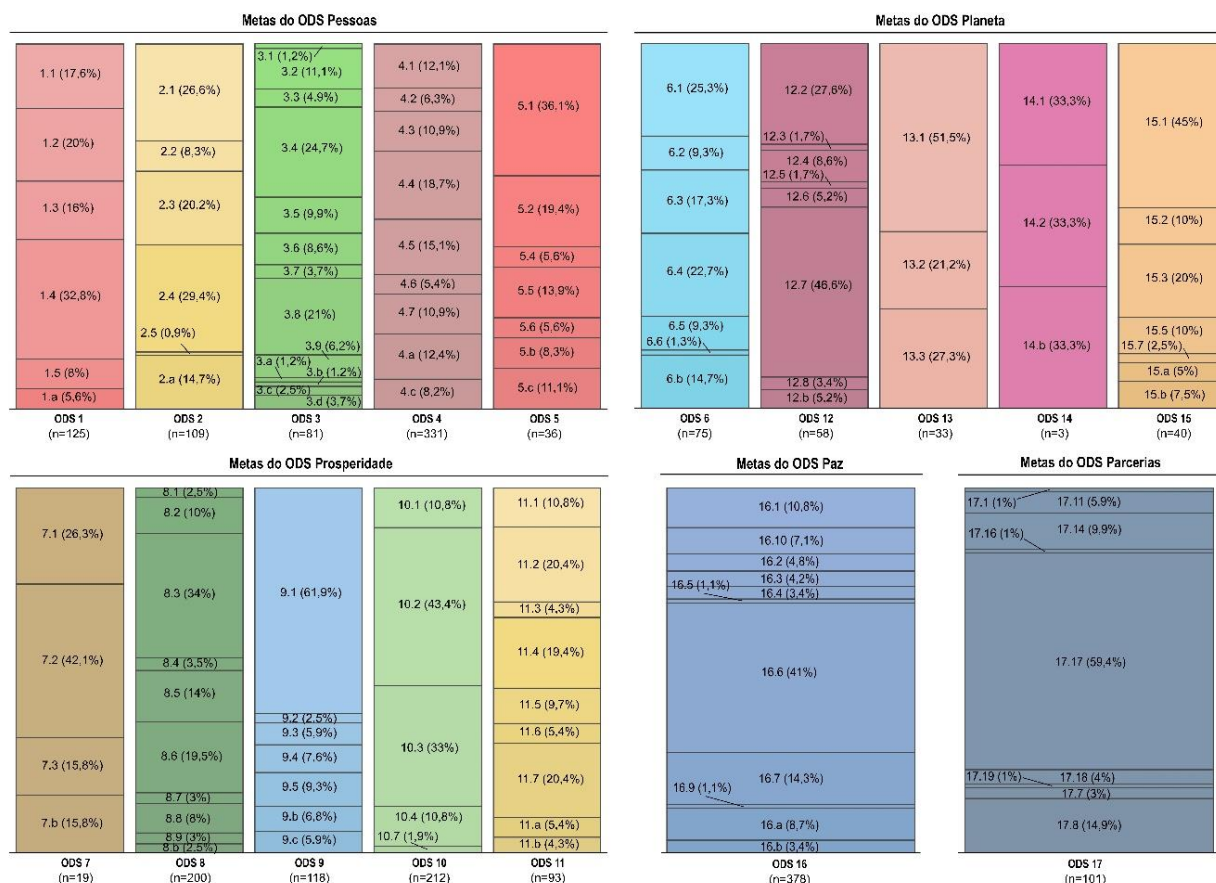 Metas do ODS Pessoas
1.1 (17,6%)
1.2 (20%)
1.3 (16%)
1.4 (32,8%)
1.5 (8%)
1.a (5,6%)
ODS 1
(n=125)
2.1 (26,6%)
2.2 (8,3%)
2.3 (20,2%)
2.4 (29,4%)
2.5 (0,9%)
2.a (14,7%)
ODS 2
(n=109)
3.1 (1,2%)
3.2 (11,1%)
3.3 (4,9%)
3.4 (24,7%)
3.5 (9,9%)
3.6 (8,6%)
3.7 (3,7%)
3.8 (21%)
3.9 (6,2%)
3.a (1,2%)
3.b (1,2%)
3.c (2,5%)
3.d (3,7%)
ODS 3
(n=81)
4.1 (12,1%)
4.2 (6,3%)
4.3 (10,9%)
4.4 (18,7%)
4.5 (15,1%)
4.6 (5,4%)
4.7 (10,9%)
4.a (12,4%)
4.c (8,2%)
ODS 4
(n=331)
5.1 (36,1%)
5.2 (19,4%)
5.4 (5,6%)
5.5 (13,9%)
5.6 (5,6%)
5.b (8,3%)
5.c (11,1%)
ODS 5
(n=36)
Metas do ODS Planeta
6.1 (25,3%)
6.2 (9,3%)
6.3 (17,3%)
6.4 (22,7%)
6.5 (9,3%)
6.6 (1,3%)
6.b (14,7%)
ODS 6
(n=75)
12.2 (27,6%)
12.3 (1,7%)
12.4 (8,6%)
12.5 (1,7%)
12.6 (5,2%)
12.7 (46,6%)
12.8 (3,4%)
12.b (5,2%)
ODS 12
(n=58)
13.1 (51,5%)
13.2 (21,2%)
13.3 (27,3%)
ODS 13
(n=33)
14.1 (33,3%)
14.2 (33,3%)
14.b (33,3%)
ODS 14
(n=3)
15.1 (45%)
15.2 (10%)
15.3 (20%)
15.5 (10%)
15.7 (2,5%)
15.a (5%)
15.b (7,5%)
ODS 15
(n=40)
Metas do ODS Prosperidade
7.1 (26,3%)
7.2 (42,1%)
7.3 (15,8%)
7.b (15,8%)
ODS 7
(n=19)
8.1 (2,5%)
8.2 (10%)
8.3 (34%)
8.4 (3,5%)
8.5 (14%)
8.6 (19,5%)
8.7 (3%)
8.8 (8%)
8.9 (3%)
8.b (2,5%)
ODS 8
(n=200)
9.1 (61,9%)
9.2 (2,5%)
9.3 (5,9%)
9.4 (7,6%)
9.5 (9,3%)
9.b (6,8%)
9.c (5,9%)
ODS 9
(n=118)
10.1 (10,8%)
10.2 (43,4%)
10.3 (33%)
10.4 (10,8%)
10.7 (1,9%)
ODS 10
(n=212)
11.1 (10,8%)
11.2 (20,4%)
11.3 (4,3%)
11.4 (19,4%)
11.5 (9,7%)
11.6 (5,4%)
11.7 (20,4%)
11.a (5,4%)
11.b (4,3%)
ODS 11
(n=93)
Metas do ODS Paz
16.1 (10,8%)
16.10 (7,1%)
16.2 (4,8%)
16.3 (4,2%)
16.4 (3,4%)
16.5 (1,1%)
16.6 (41%)
16.7 (14,3%)
16.9 (1,1%)
16.a (8,7%)
16.b (3,4%)
ODS 16
(n=378)
Metas do ODS Parcerias
17.1 (1%)
17.11 (5,9%)
17.14 (9,9%)
17.16 (1%)
17.17 (59,4%)
17.18 (4%)
17.19 (1%)
17.7 (3%)
17.8 (14,9%)
ODS 17
(n=101)